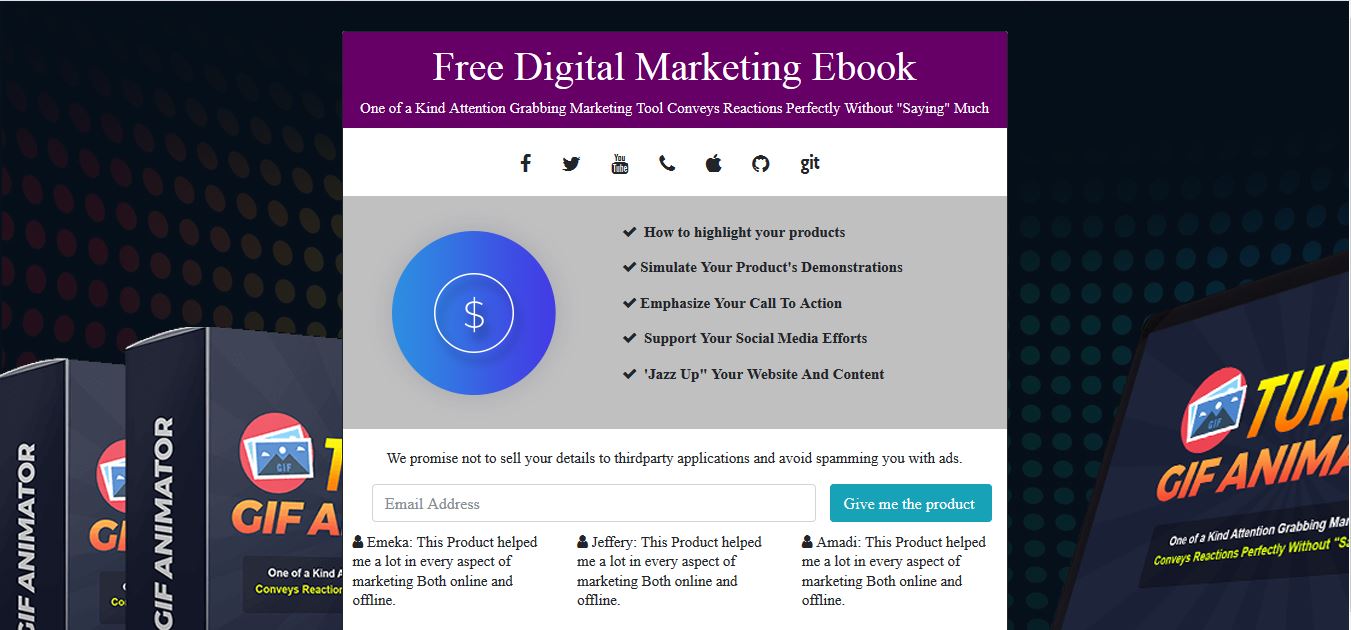 Free Digital Marketing Ebook
One of a Kind Attention Grabbing Marketing Tool Conveys Reactions Perfectly Without "Saying" Much
You
Tube
git
$
How to highlight your products
Simulate Your Product's Demonstrations
Emphasize Your Call To Action
Support Your Social Media Efforts
'Jazz Up" Your Website And Content
We promise not to sell your details to thirdparty applications and avoid spamming you with ads.
Email Address
Give me the product
Emeka: This Product helped
me a lot in every aspect of
marketing Both online and
offline.
Jeffery: This Product helped
me a lot in every aspect of
marketing Both online and
offline.
Amadi: This Product helped
me a lot in every aspect of
marketing Both online and
offline.
GIF ANIMATOR
GIF
G
Co
GIF ANIMATOR
GIF
T
GIF A
One of a Kind A
Conveys Reaction
GIF
TUR
GIF ANIMA
One of a Kind Attention Grabbing Mar
Conveys Reactions Perfectly Without "Sa